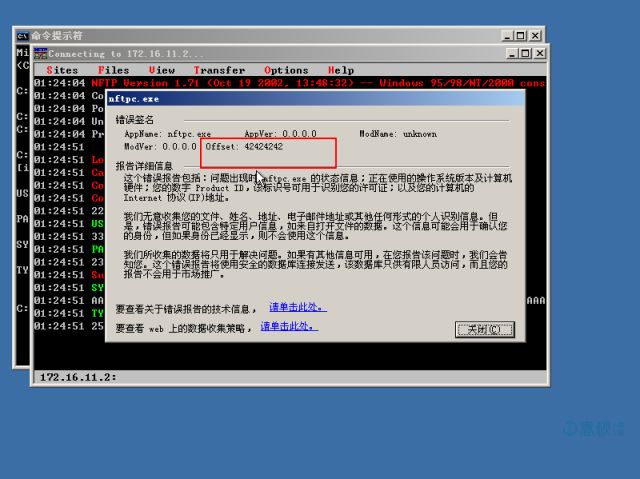 命令提示符
Mi
Connecting to 172.16.11.2...
<C
Sites Files View Transfer Options Help
01:24:04 NFTP Version 1.71 (Oct 19 2002, 13:40:32) -- Windows 95/98/NT/2000 cons
C: 01:24:04 Co
01:24:04 Po
C: 01:24:04 Un
C: 01:24:04 Pr
01:24:51
C: 01:24:51 Lo
[i 01:24:51 Ca
01:24:51 Co
US 01:24:51 22
01:24:51 US
PA 01:24:51 33
01:24:51 PA
SY 01:24:51 23
01:24:51 Su
TY 01:24:51 SY
01:24:51 AA
AAA
C: 01:24:51 TY
01:24:51 25
nftpc.exe
错误签名
AppName: nftpc.exe AppVer: 0.0.0.0 ModName: unknown
ModVer: 0.0.0.0 Offset: 42424242
报告详细信息
这个错误报告包括：问题出现时 nftpc.exe 的状态信息；正在使用的操作系统版本及计算机
硬件；您的数字 Product ID，该标识号可用于识别您的许可证；以及您的计算机的
Internet 协议(IP)地址。
我们无意收集您的文件、姓名、地址、电子邮件地址或其他任何形式的个人识别信息。但
是，错误报告可能包含特定用户信息，如来自打开文件的数据。这个信息可能会用于确认您
的身份，但如果身份已经显示，则不会使用这个信息。
我们所收集的数据将只用于解决问题。如果有其他信息可用，在您报告该问题时，我们会告
知您。这个错误报告将使用安全的数据库连接发送，该数据库只供有限人员访问，而且您的
报告不会用于市场推广。
要查看关于错误报告的技术信息， 请单击此处。
要查看 web 上的数据收集策略， 请单击此处。
关闭(C)
172.16.11.2: